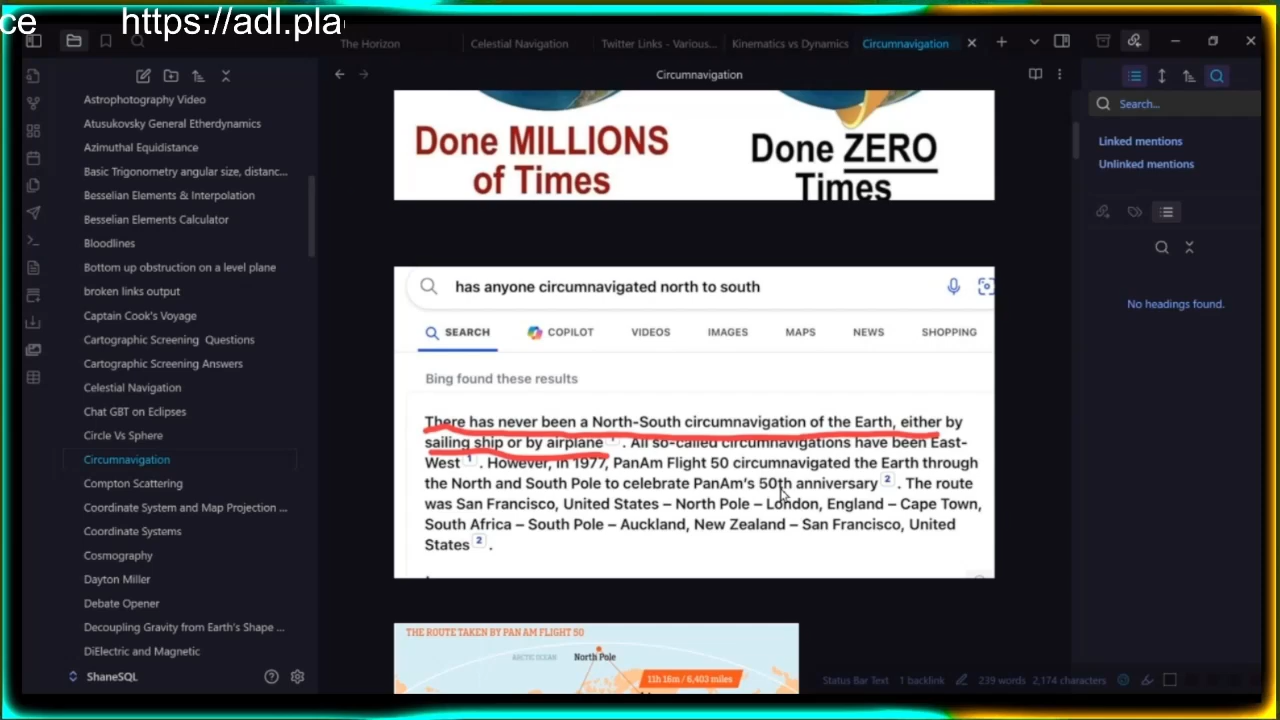 ce https://adl.pla
The Horizon
Celestial Navigation
Twitter Links - Various...
Kinematics vs Dynamics
Circumnavigation
Circumnavigation
Astrophotography Video
Atusukovsky General Etherdynamics
Azimuthal Equidistance
Basic Trigonometry angular size, distanc...
Besselian Elements & Interpolation
Besselian Elements Calculator
Bloodlines
Bottom up obstruction on a level plane
broken links output
Captain Cook's Voyage
Cartographic Screening Questions
Cartographic Screening Answers
Celestial Navigation
Chat GBT on Eclipses
Circle Vs Sphere
Circumnavigation
Compton Scattering
Coordinate System and Map Projection ...
Coordinate Systems
Cosmography
Dayton Miller
Debate Opener
Decoupling Gravity from Earth's Shape ...
DiElectric and Magnetic
ShaneSQL
Done MILLIONS
of Times
Done ZERO
Times
has anyone circumnavigated north to south
SEARCH
COPILOT
VIDEOS
IMAGES
MAPS
NEWS
SHOPPING
Bing found these results
There has never been a North-South circumnavigation of the Earth, either by
sailing ship or by airplane 1 . All so-called circumnavigations have been East-
West 1 . However, in 1977, PanAm Flight 50 circumnavigated the Earth through
the North and South Pole to celebrate PanAm's 50th anniversary 2 . The route
was San Francisco, United States – North Pole – London, England – Cape Town,
South Africa – South Pole – Auckland, New Zealand – San Francisco, United
States 2 .
THE ROUTE TAKEN BY PAN AM FLIGHT 50
ARCTIC OCEAN
North Pole
11h 16m / 6,403 miles
Search...
Linked mentions
Unlinked mentions
No headings found.
Status Bar Text
1 backlink
239 words
2,174 characters